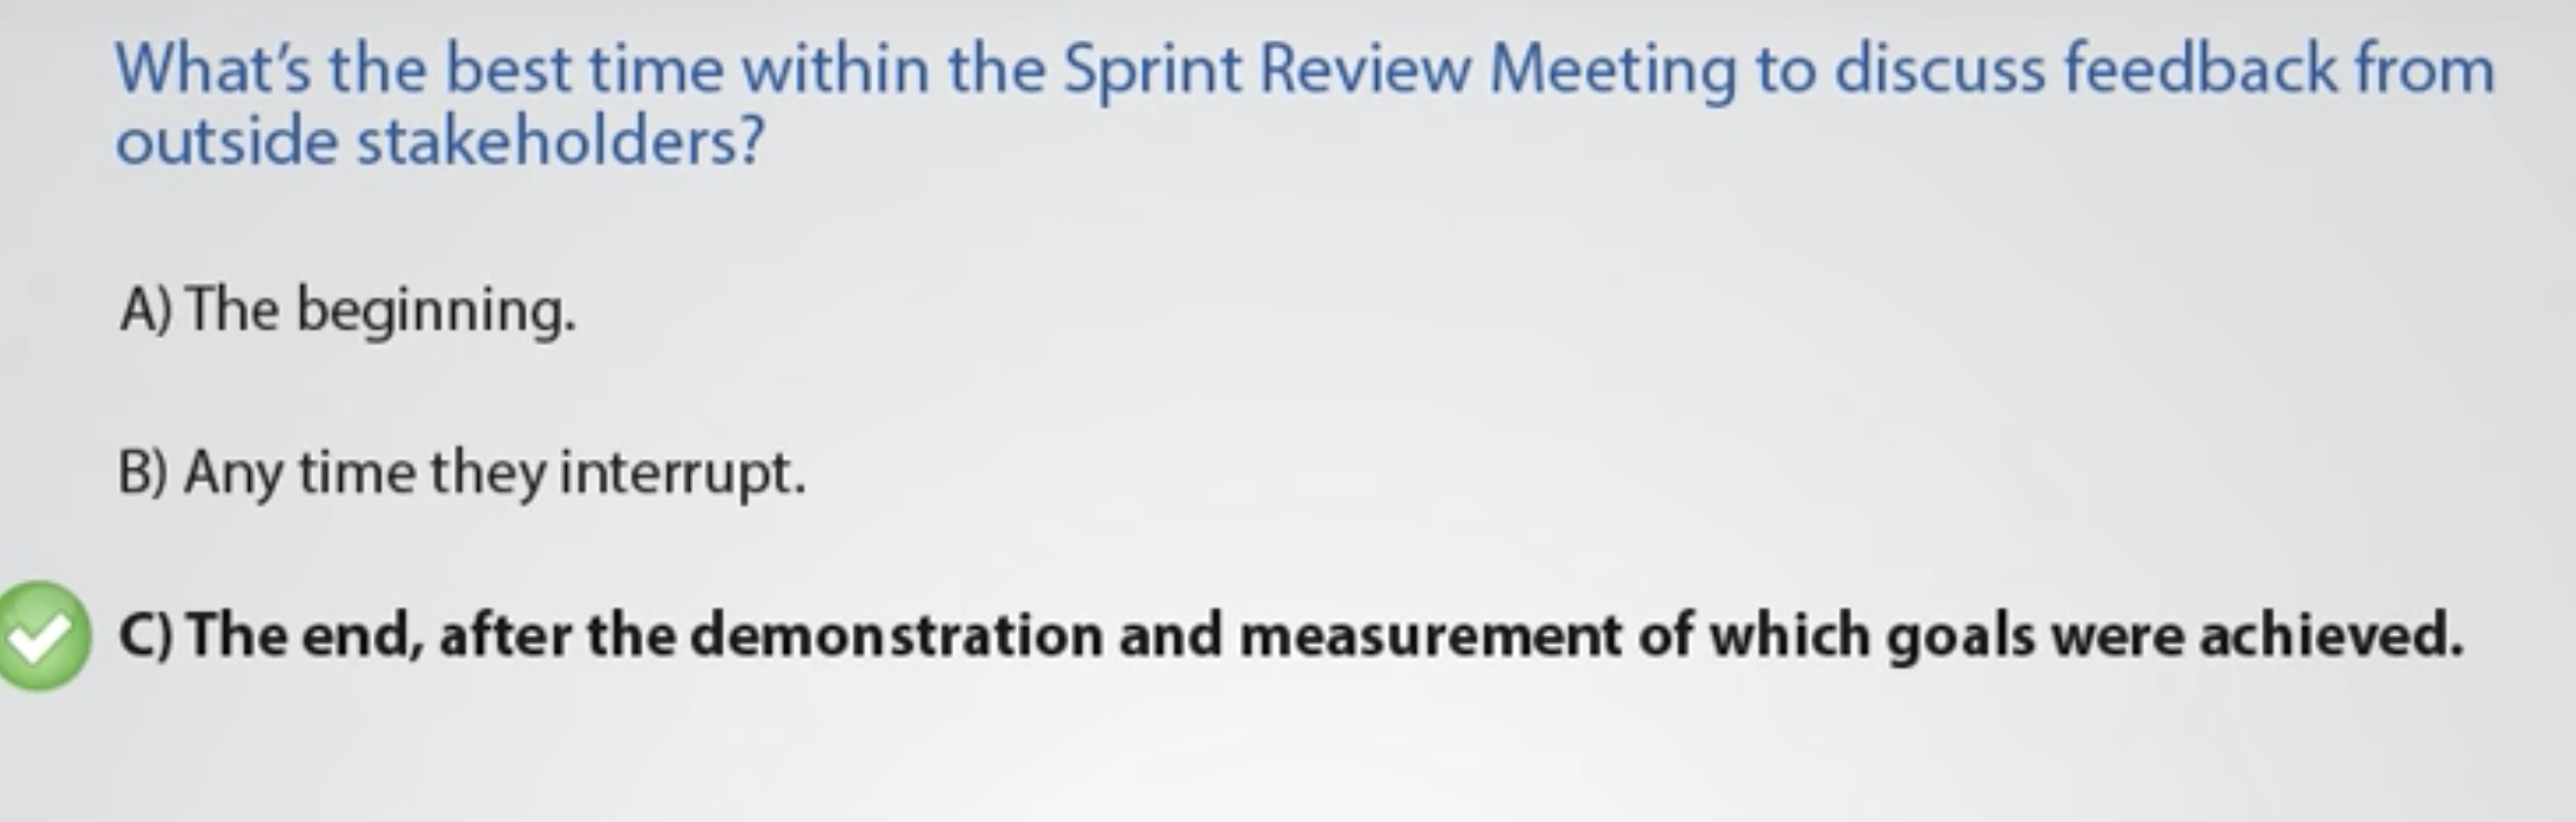 What's the best time within the Sprint Review Meeting to discuss feedback from
outside stakeholders?
A) The beginning.
B) Any time they interrupt.
C) The end, after the demonstration and measurement of which goals were achieved.